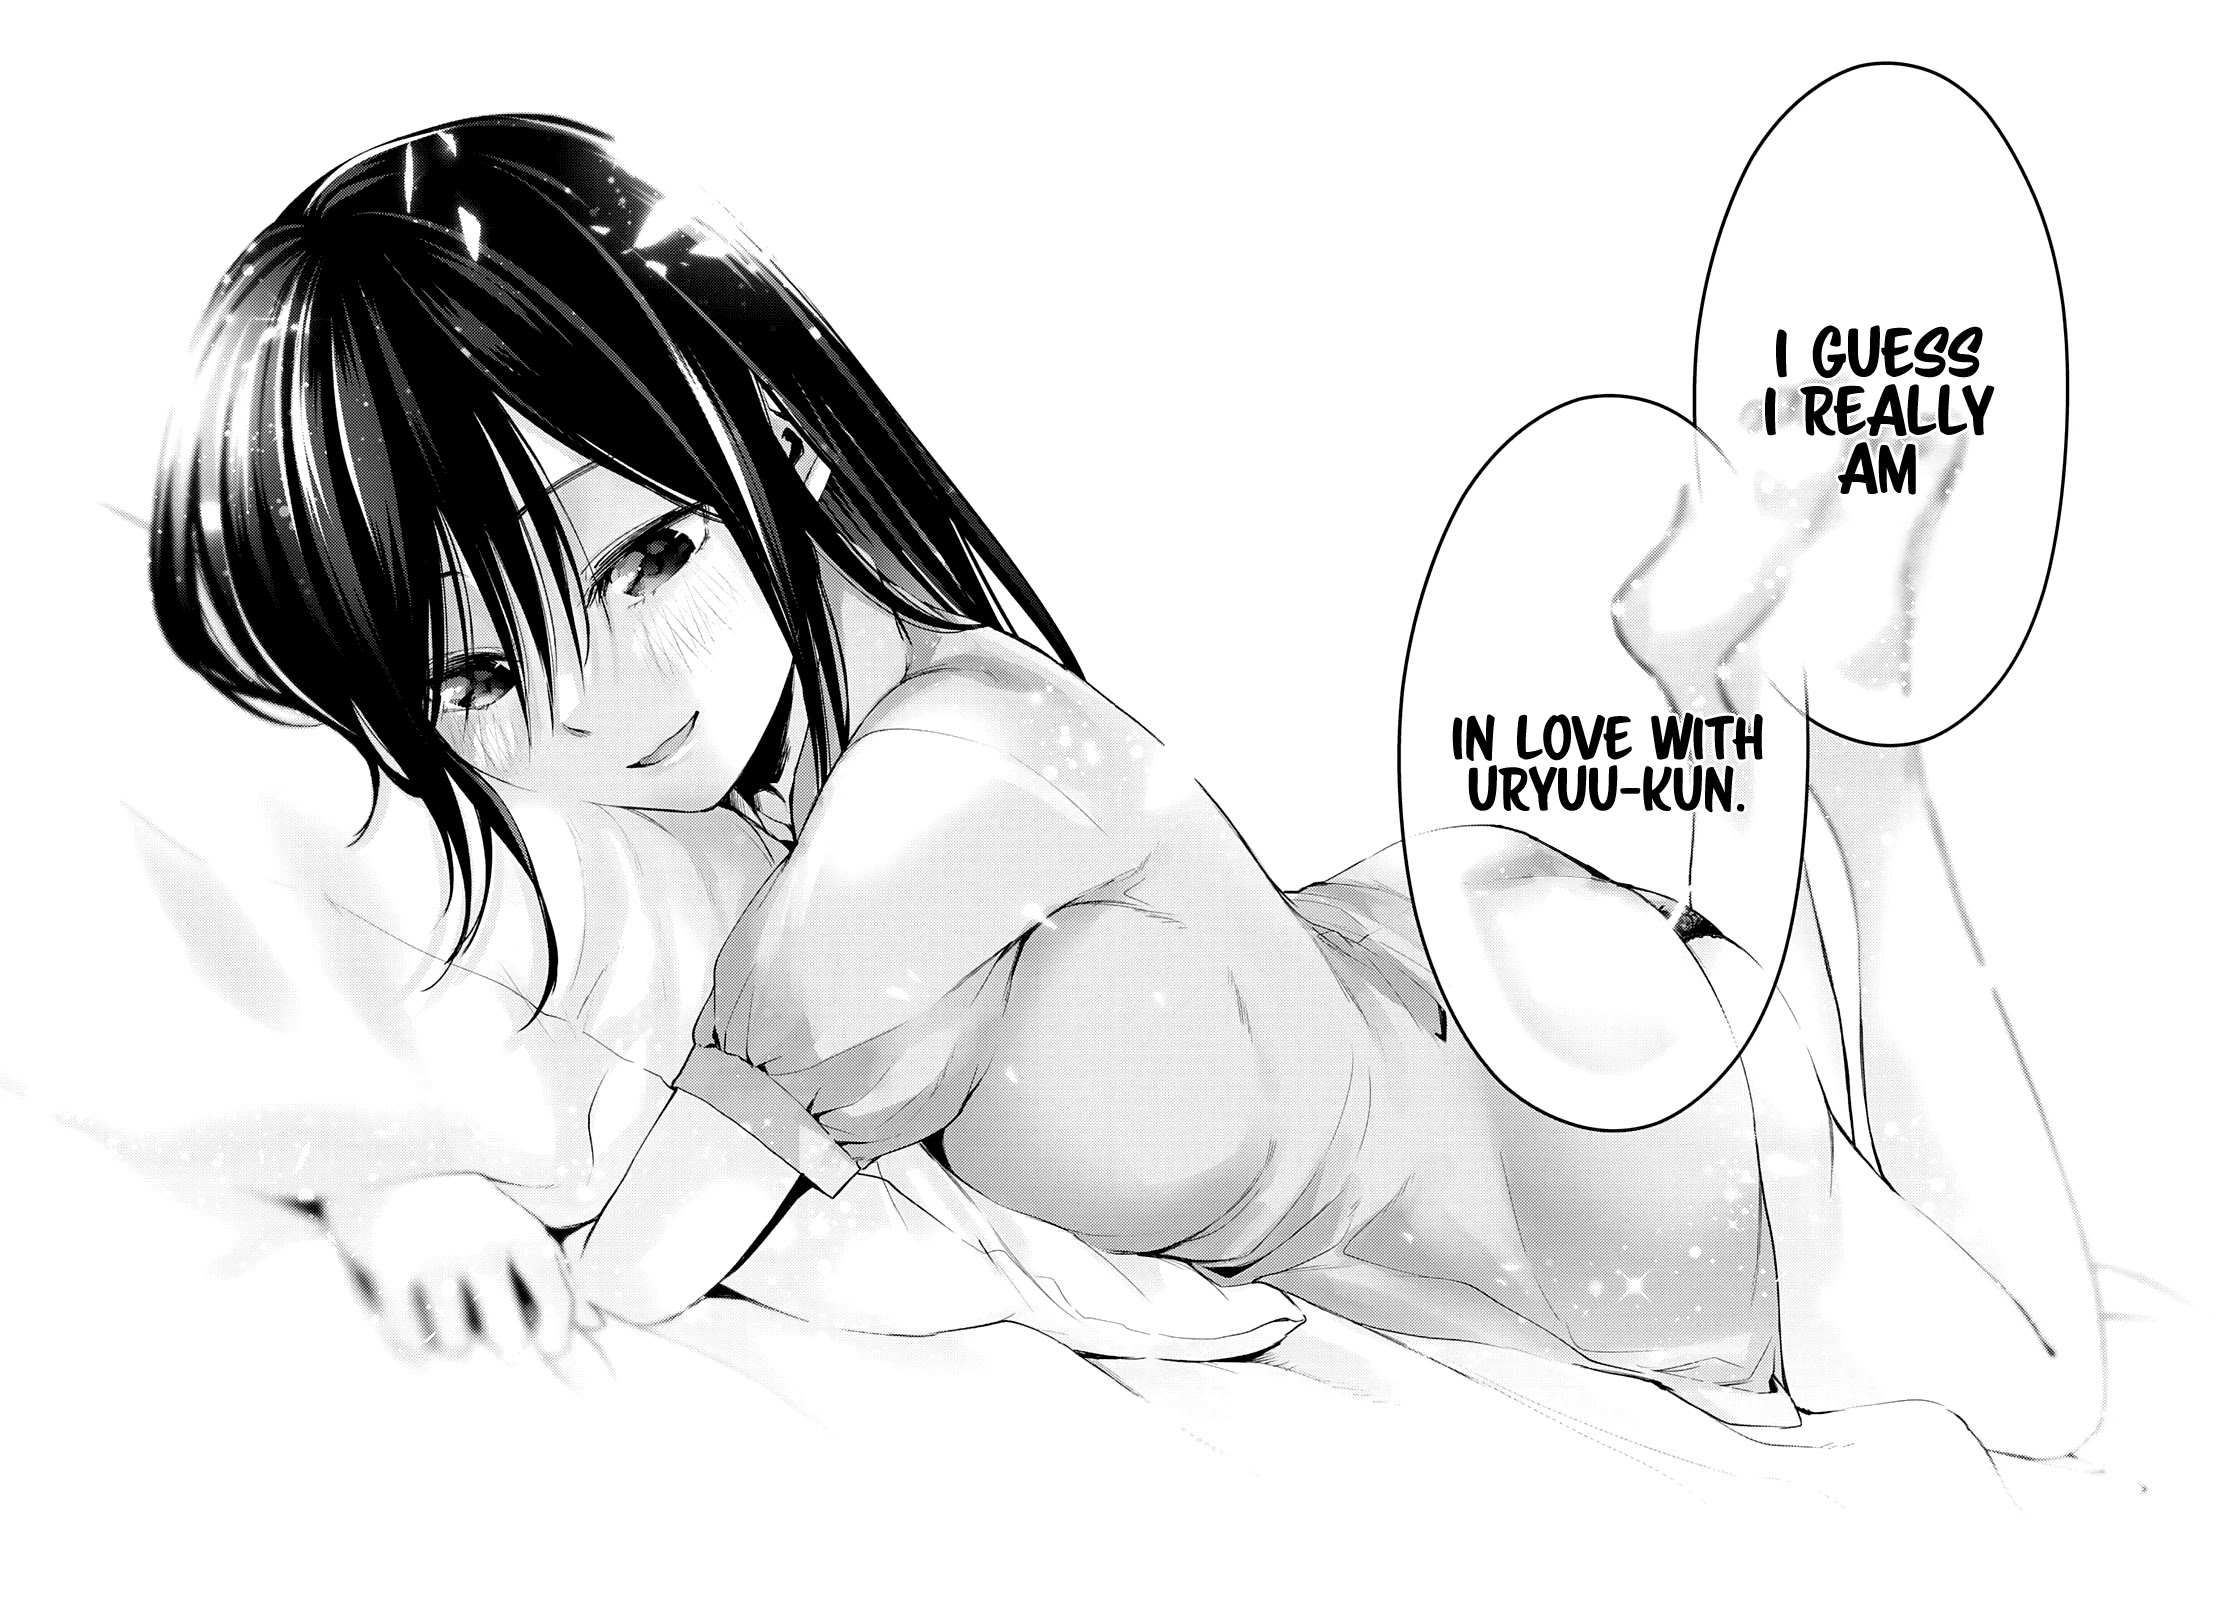 I GUESS
I REALLY
AM
IN LOVE WITH
URYUU-KUN.